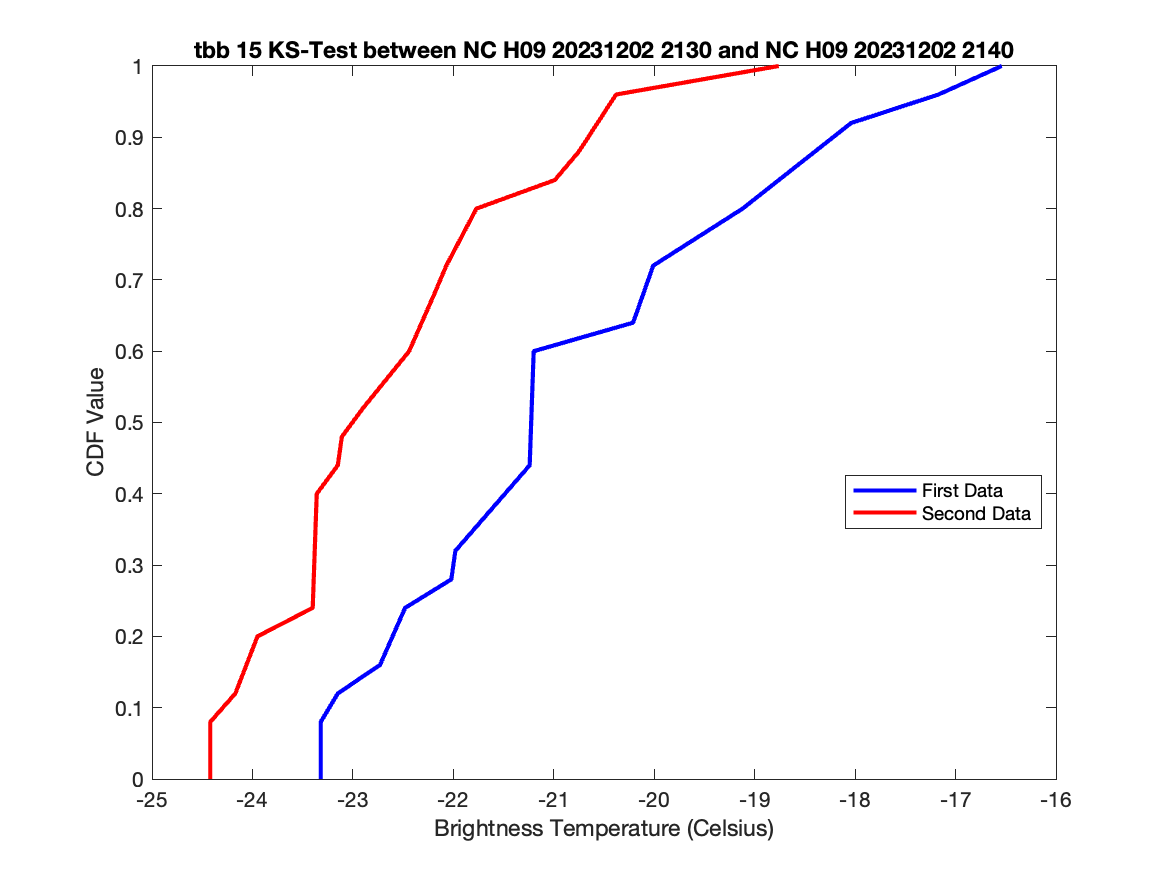 tbb 15 KS-Test between NC H09 20231202 2130 and NC H09 20231202 2140
1
0.9
0.8
0.7
0.6
0.5
0.4
0.3
0.2
0.1
0
CDF Value
First Data
Second Data
-25 -24 -23 -22 -21 -20 -19 -18 -17 -16
Brightness Temperature (Celsius)